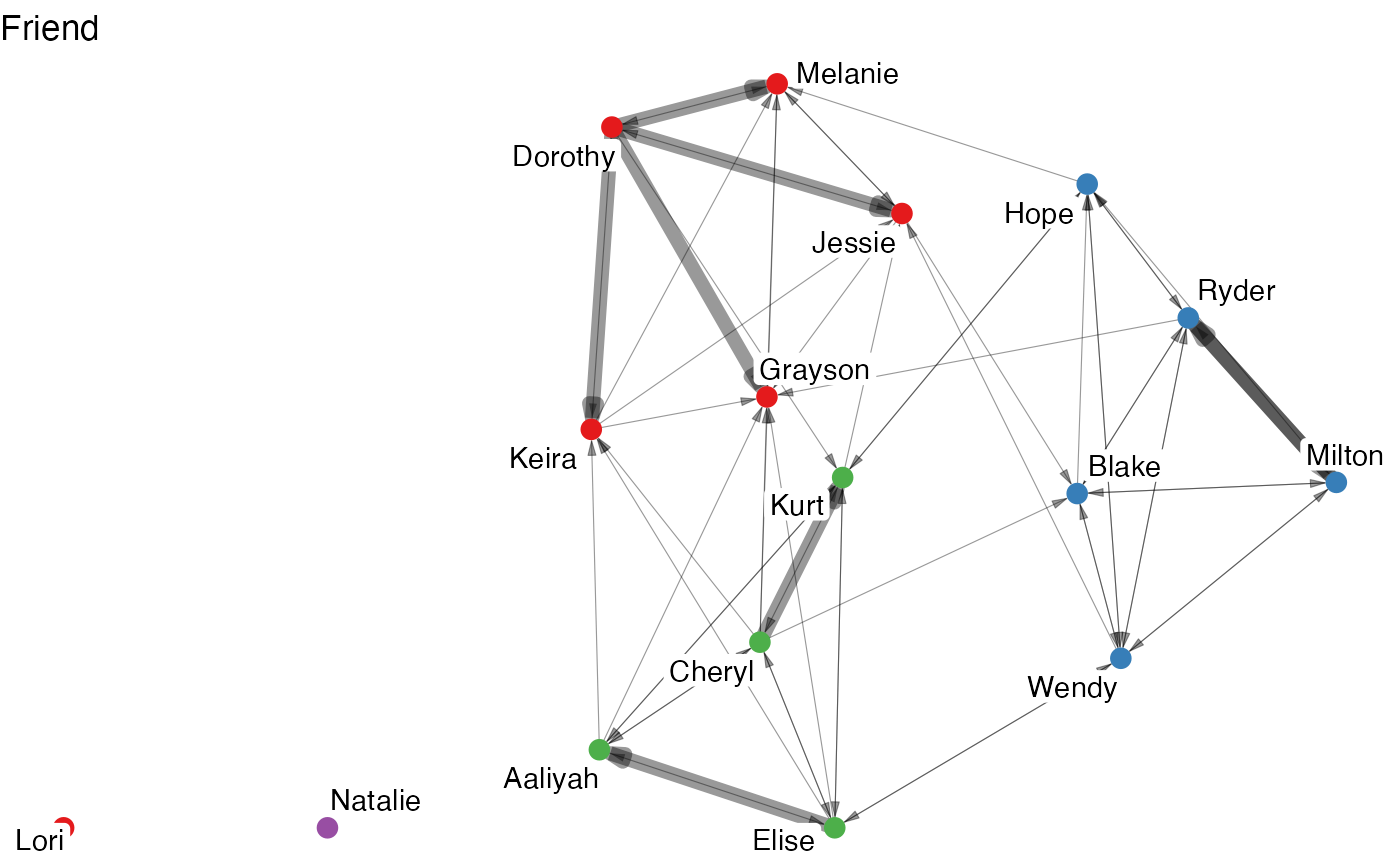 Friend
Melanie
Dorothy
Hope
Jessie
Ryder
Grayson
Keira
Milton
Blake
Kurt
Cheryl
Wendy
Aaliyah
Natalie
Lori
Elise